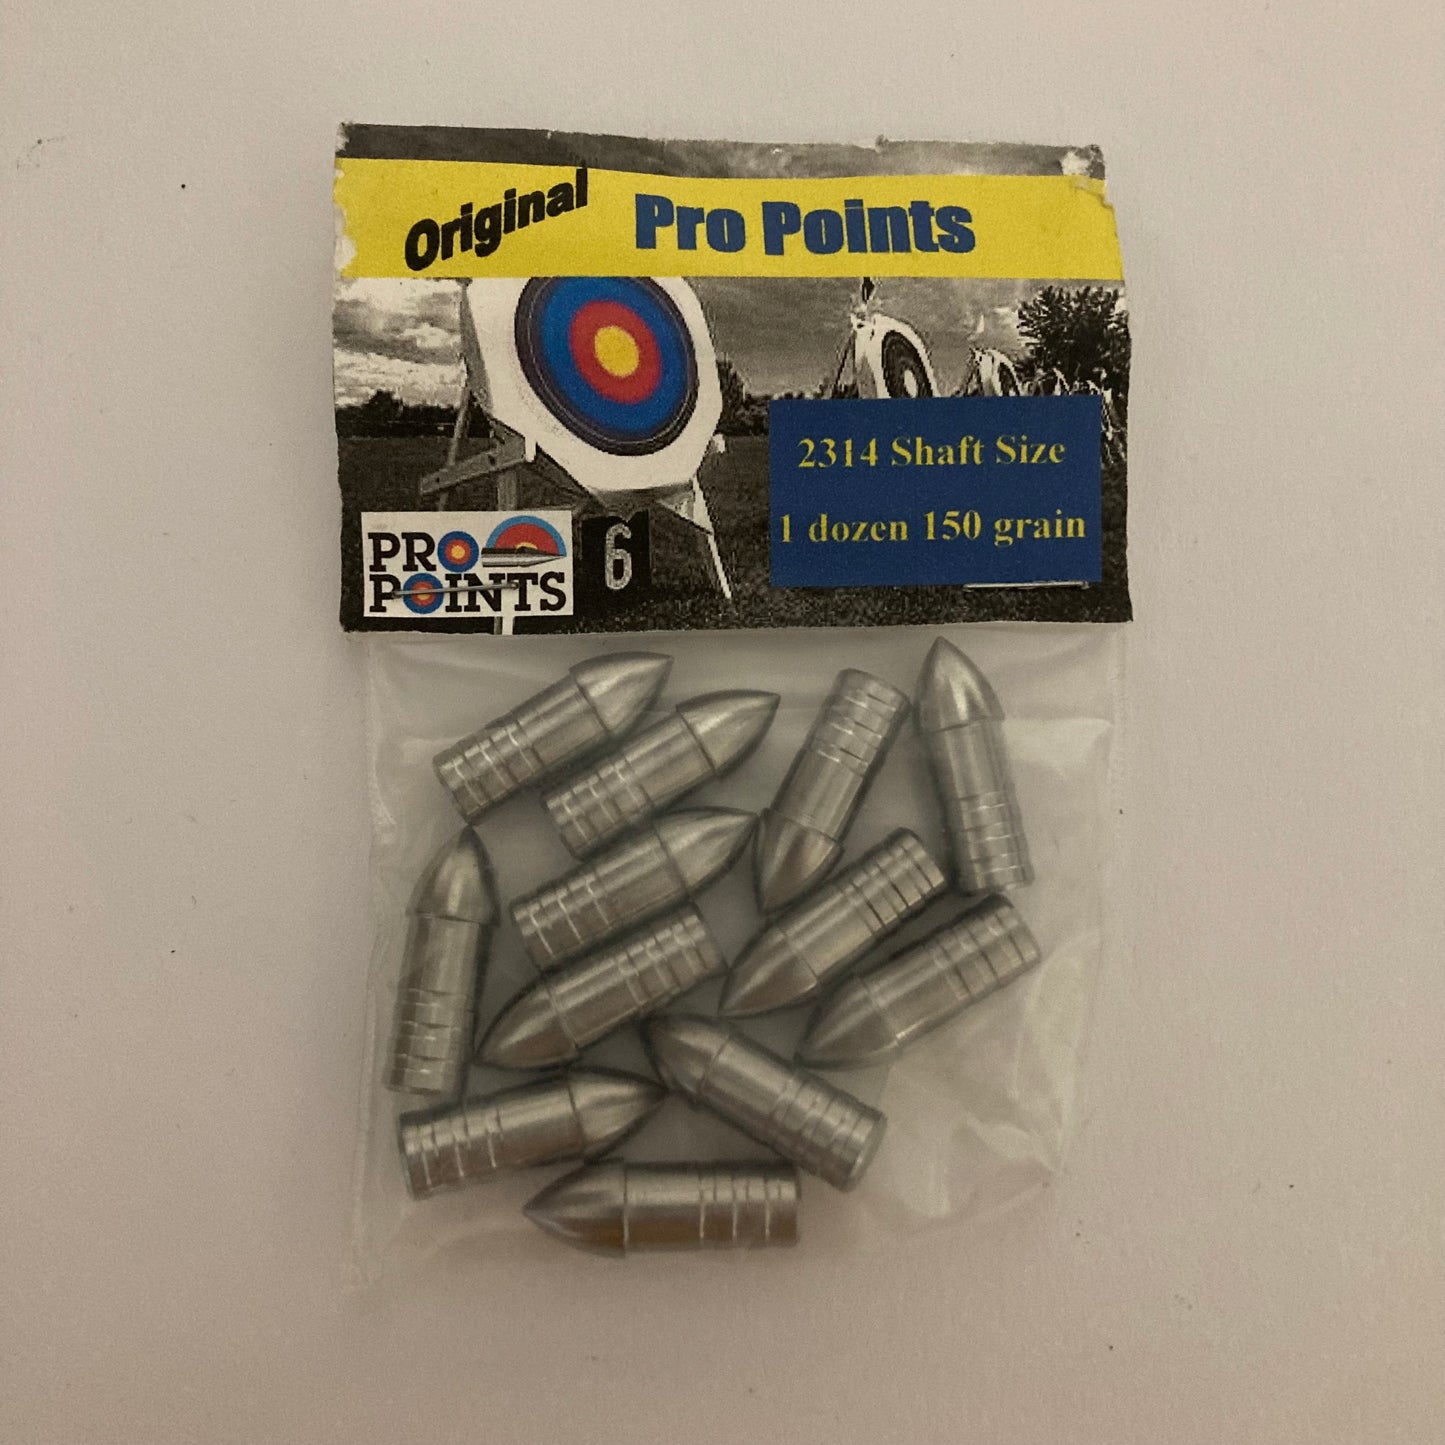 Original Pro Points
2314 Shaft Size
1 dozen 150 grain
PRO
POINTS
6